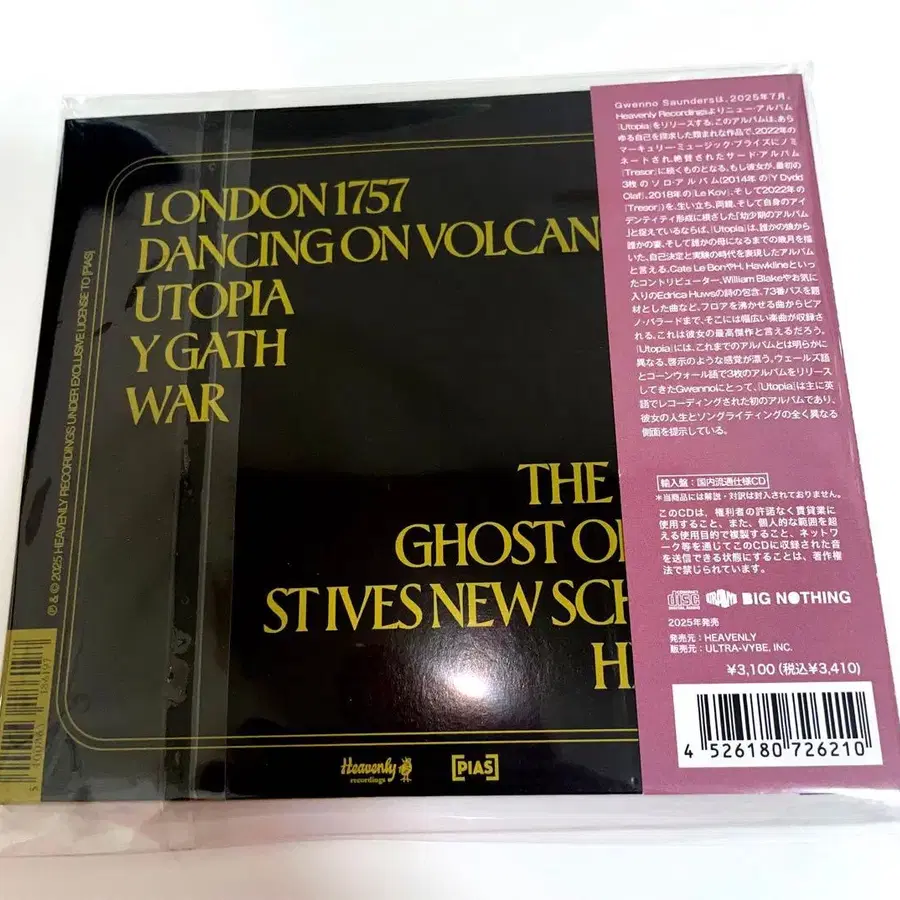 LONDON 1757
DANCING ON VOLCAN
UTOPIA
Y GATH
WAR
THE
GHOST O
ST IVES NEW SCH
H
℗ & © 2025 HEAVENLY RECORDINGS UNDER EXCLUSIVE LICENSE TO [PIAS]
Heavenly
recordings
[PIAS]
Gwenno Saundersは、2025年7月、
Heavenly Recordingsよりニュー・アルバム
『Utopia』をリリースする。このアルバムは、あら
ゆる自己を探求した類まれな作品で、2022年の
マーキュリー・ミュージック・プライズにノミ
ネートされ絶賛されたサード・アルバム
『Tresor』に続くものとなる。もし彼女が、最初の
3枚のソロ・アルバム(2014年の『Y Dydd
Olaf』、2018年の『Le Kov』、そして2022年の
『Tresor』)を、生い立ち、両親、そして自身のアイ
デンティティ形成に根ざした「幼少期のアルバム
」と捉えているならば、『Utopia』は、誰かの娘から
誰かの妻、そして誰かの母になるまでの歳月を描
いた、自己決定と実験の時代を表現したアルバム
と言える。Cate Le BonやH. Hawklineといっ
たコントリビューター、William Blakeやお気に
入りのEdrica Huwsの詩の包含、73番バスを題
材とした曲など、フロアを沸かせる曲からピア
ノ・バラードまで、そこには幅広い楽曲が収録さ
れる。これは彼女の最高傑作と言えるだろう。
『Utopia』には、これまでのアルバムとは明らかに
異なる、啓示のような感覚が漂う。ウェールズ語
とコーンウォール語で3枚のアルバムをリリース
してきたGwennoにとって、『Utopia』は主に英
語でレコーディングされた初のアルバムであり、
彼女の人生とソングライティングの全く異なる
側面を提示している。
輸入盤：国内流通仕様CD
＊当商品には解説・対訳は封入されておりません。
このCDは、権利者の許諾なく賃貸業に
使用すること、また、個人的な範囲を超
える使用目的で複製すること、ネットワ
ーク等を通じてこのCDに収録された音
を送信できる状態にすることは、著作権
法で禁じられています。
COMPACT
disc
DIGITAL AUDIO
BIG NOTHING
2025年発売
発売元：HEAVENLY
販売元：ULTRA-VYBE, INC.
¥3,100 (税込¥3,410)
4 526180 726210